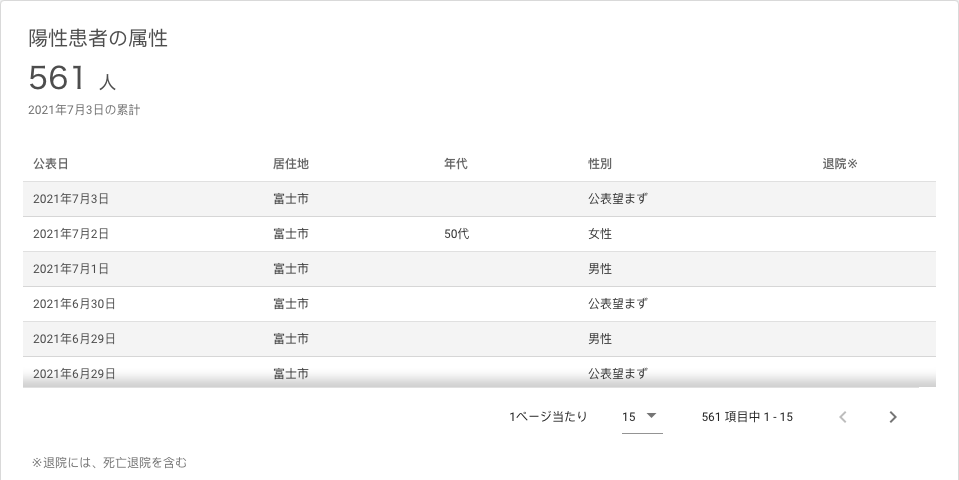 陽性患者の属性
561 人
2021年7月3日の累計
公表日 居住地 年代 性別 退院※
2021年7月3日 富士市 公表望まず
2021年7月2日 富士市 50代 女性
2021年7月1日 富士市 男性
2021年6月30日 富士市 公表望まず
2021年6月29日 富士市 男性
2021年6月29日 富士市 公表望まず
1ページ当たり 15 561 項目中 1 - 15
※退院には、死亡退院を含む